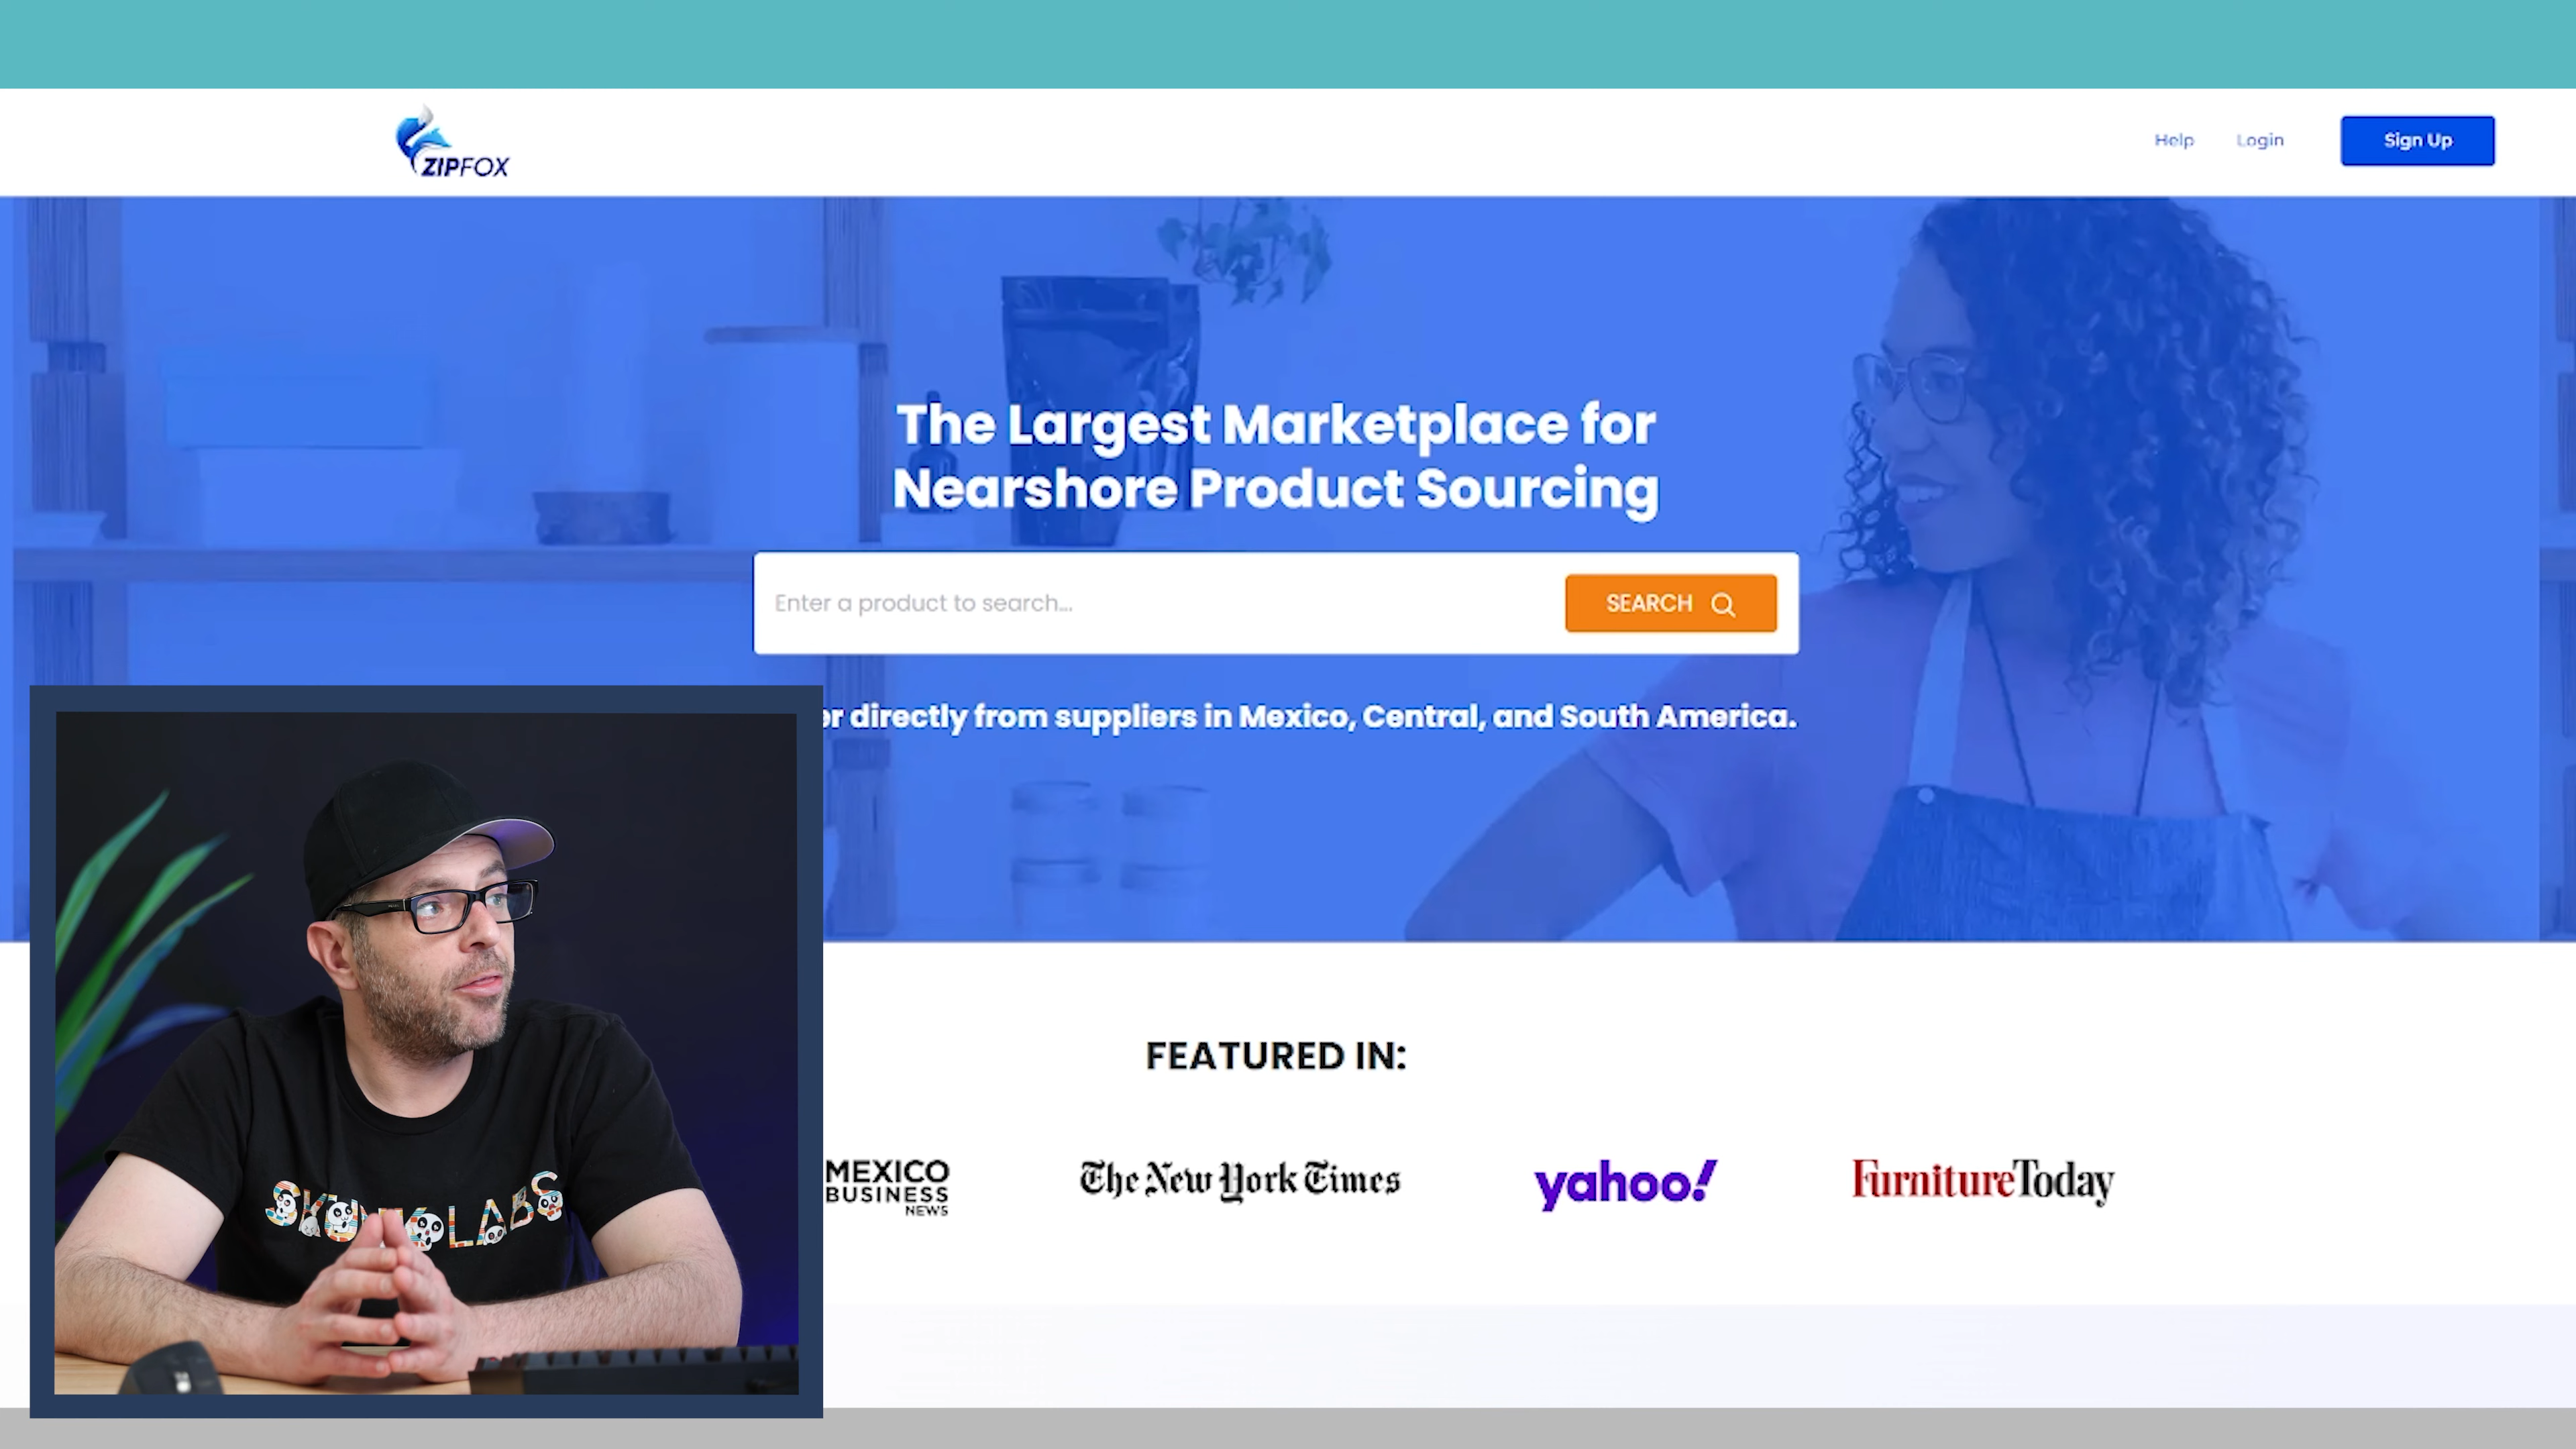 ZIPFOX
Help
Login
Sign Up
The Largest Marketplace for
Nearshore Product Sourcing
Enter a product to search...
SEARCH
directly from suppliers in Mexico, Central, and South America.
FEATURED IN:
MEXICO
BUSINESS
NEWS
The New York Times
yahoo!
FurnitureToday
LABS